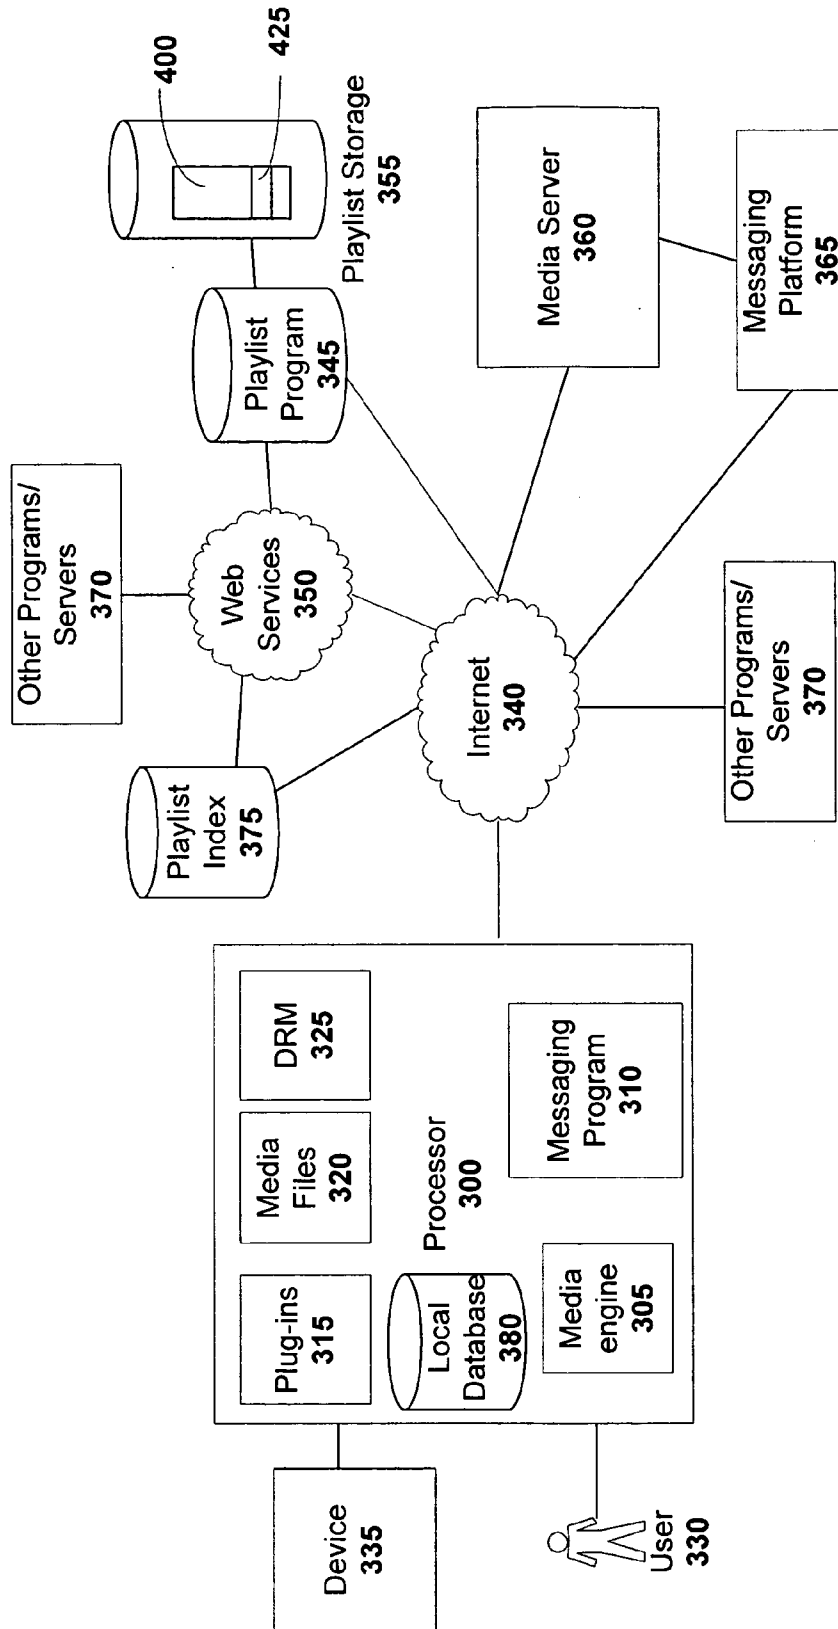 Device
335
User
330
Plug-ins
315
Media
Files
320
DRM
325
Local
Database
380
Processor
300
Media
engine
305
Messaging
Program
310
Playlist
Index
375
Other Programs/
Servers
370
Web
Services
350
Internet
340
Other Programs/
Servers
370
Playlist
Program
345
Playlist Storage
355
400
425
Media Server
360
Messaging
Platform
365